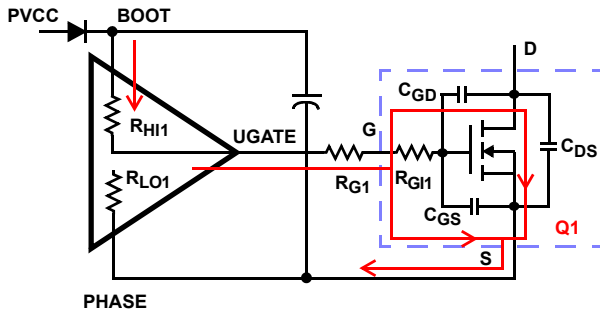 PVCC
BOOT
D
CGD
RHI1
UGATE
G
CDS
RLO1
RG1
RGI1
CGS
Q1
S
PHASE